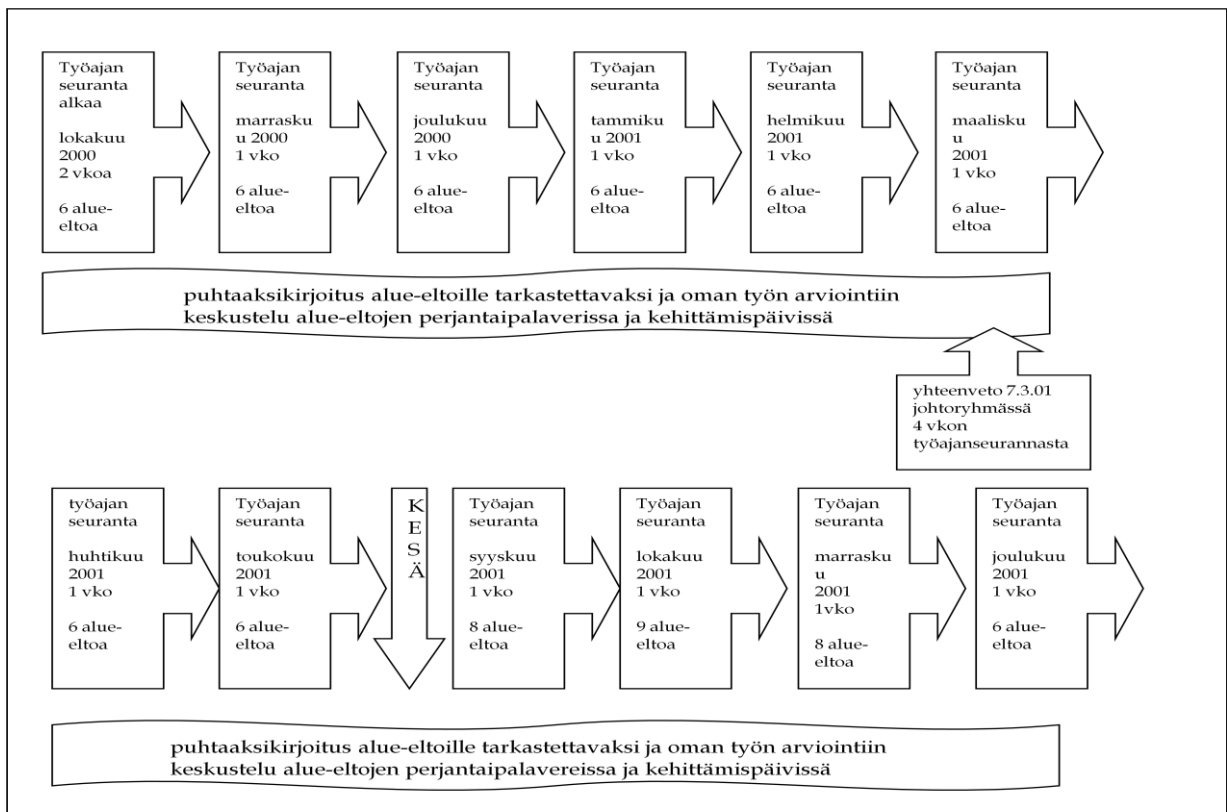 Työajan
seuranta
alkaa
lokakuu
2000
2 vkoa
6 alue-
eltoa
Työajan
seuranta
marrasku
u 2000
1 vko
6 alue-
eltoa
Työajan
seuranta
joulukuu
2000
1 vko
6 alue-
eltoa
Työajan
seuranta
tammiku
u 2001
1 vko
6 alue-
eltoa
Työajan
seuranta
helmikuu
2001
1 vko
6 alue-
eltoa
Työajan
seuranta
maalisku
u
2001
1 vko
6 alue-
eltoa
puhtaaksikirjoitus alue-eltoille tarkastettavaksi ja oman työn arviointiin
keskustelu alue-eltojen perjantaipalaverissa ja kehittämispäivissä
yhteenveto 7.3.01
johtoryhmässä
4 vkon
työajanseurannasta
työajan
seuranta
huhtikuu
2001
1 vko
6 alue-
eltoa
Työajan
seuranta
toukokuu
2001
1 vko
6 alue-
eltoa
K
E
S
Ä
Työajan
seuranta
syyskuu
2001
1 vko
8 alue-
eltoa
Työajan
seuranta
lokakuu
2001
1 vko
9 alue-
eltoa
Työajan
seuranta
marrasku
u
2001
1vko
8 alue-
eltoa
Työajan
seuranta
joulukuu
2001
1 vko
6 alue-
eltoa
puhtaaksikirjoitus alue-eltoille tarkastettavaksi ja oman työn arviointiin
keskustelu alue-eltojen perjantaipalavereissa ja kehittämispäivissä